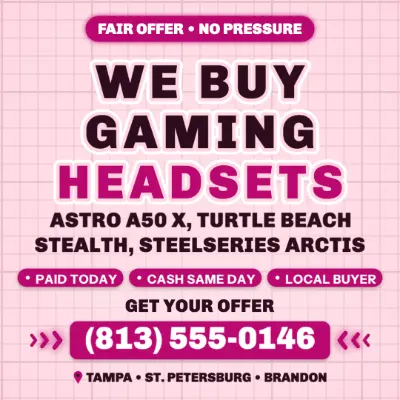 FAIR OFFER • NO PRESSURE
WE BUY
GAMING
HEADSETS
ASTRO A50 X, TURTLE BEACH
STEALTH, STEELSERIES ARCTIS
• PAID TODAY • CASH SAME DAY • LOCAL BUYER
GET YOUR OFFER
››› (813) 555-0146 ‹‹‹
TAMPA • ST. PETERSBURG • BRANDON